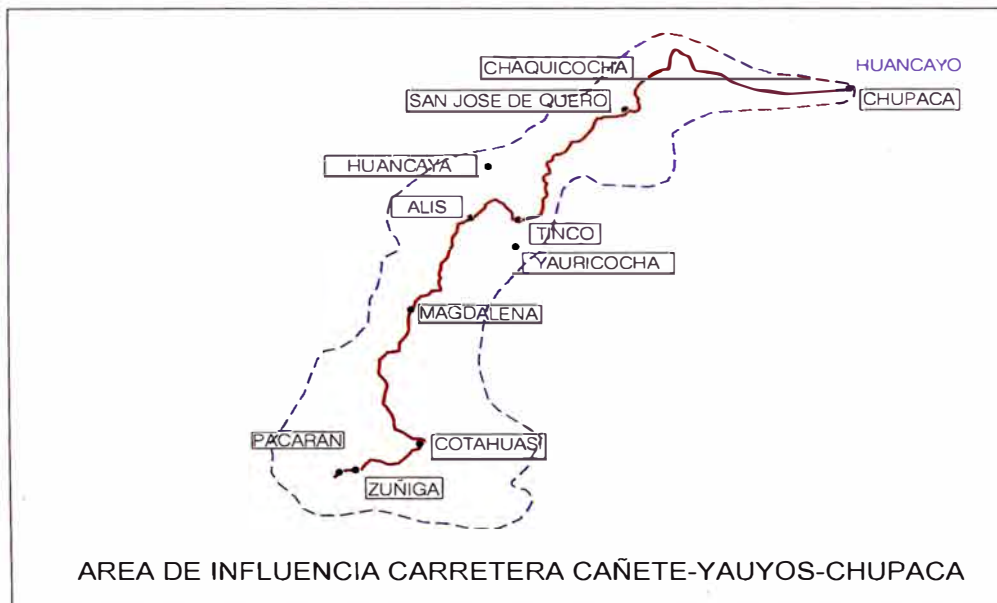 CHAQUICOCHA
HUANCAYO
SAN JOSE DE QUERO
CHUPACA
HUANCAYA
ALIS
TINCO
YAURICOCHA
MAGDALENA
PACARAN
COTAHUASI
ZUÑIGA
AREA DE INFLUENCIA CARRETERA CAÑETE-YAUYOS-CHUPACA